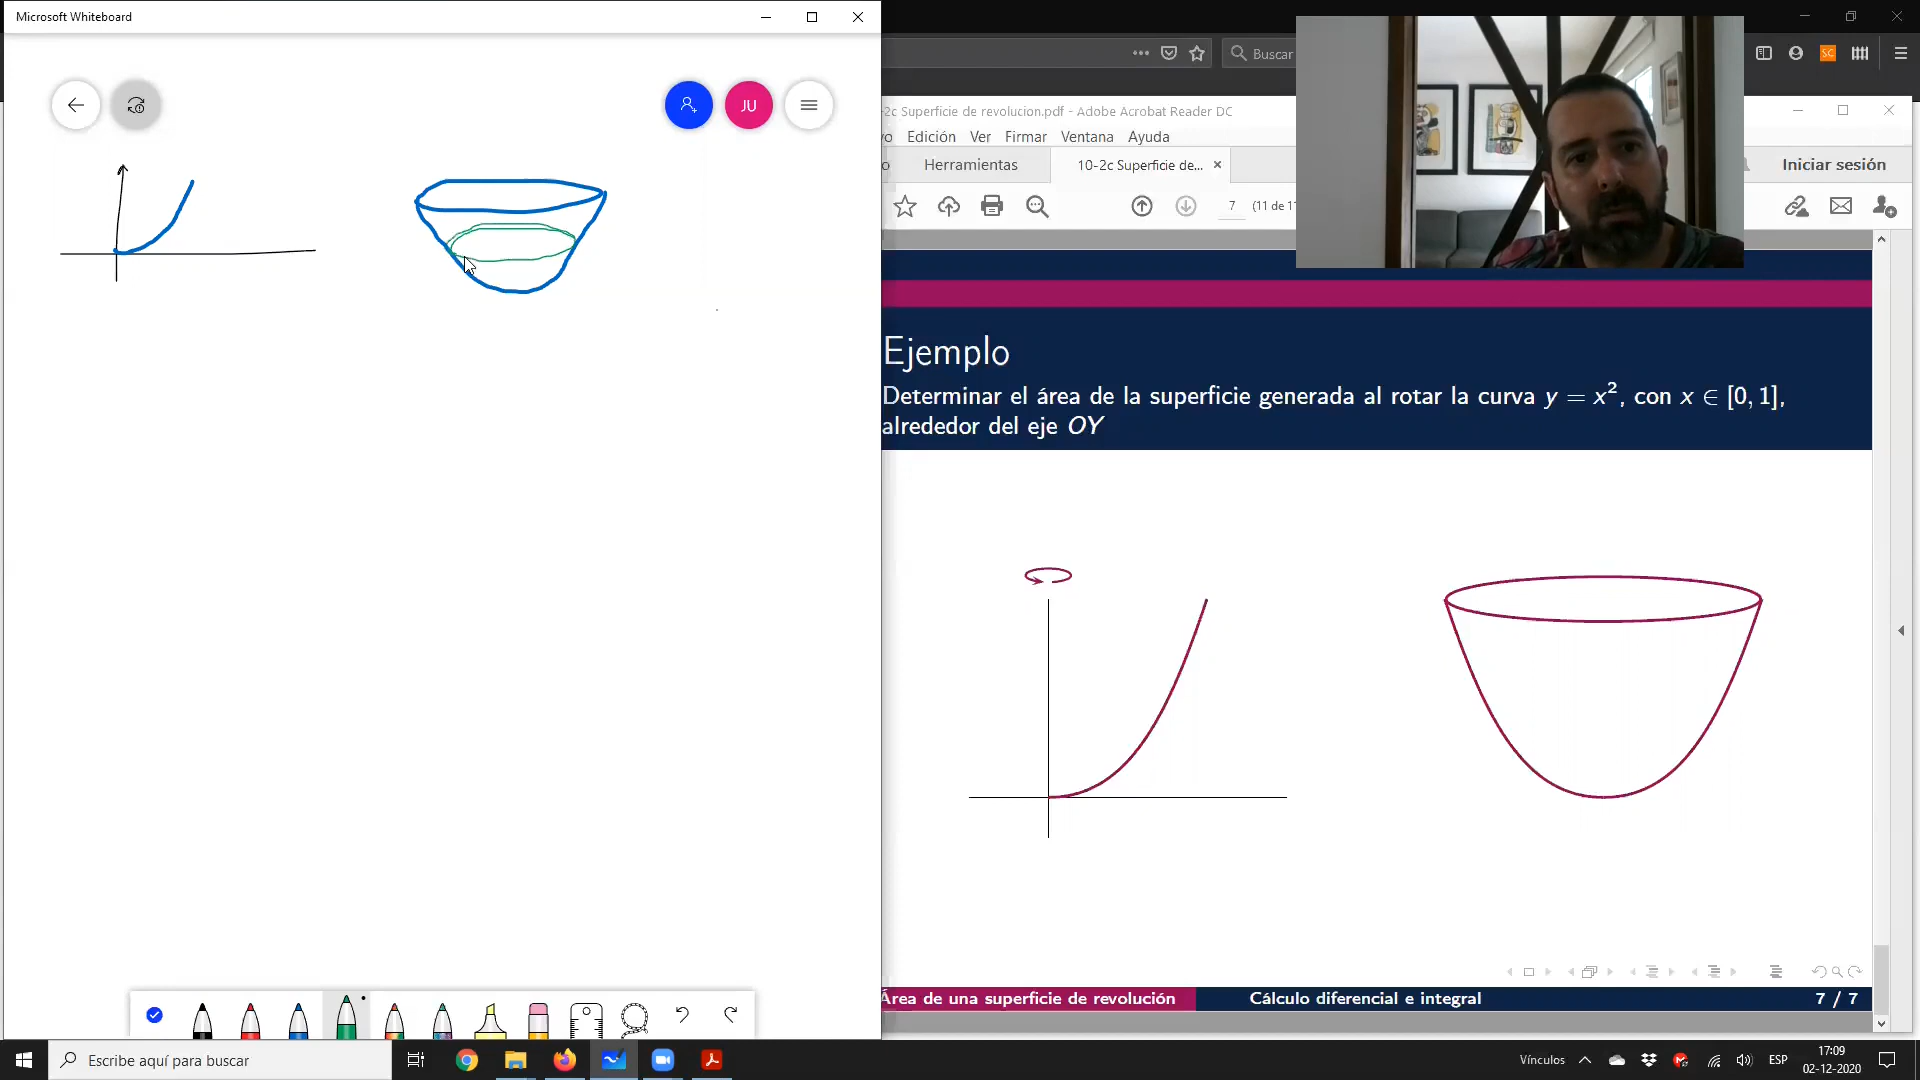 Microsoft Whiteboard
JU
Buscar
SC
-2c Superficie de revolucion.pdf - Adobe Acrobat Reader DC
Edición Ver Firmar Ventana Ayuda
Herramientas
10-2c Superficie de... ×
Iniciar sesión
7 (11 de 11
Ejemplo
Determinar el área de la superficie generada al rotar la curva y = x², con x ∈ [0, 1],
alrededor del eje OY
Área de una superficie de revolución
Cálculo diferencial e integral
7 / 7
Escribe aquí para buscar
Vínculos
ESP
17:09
02-12-2020